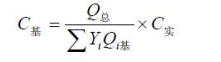 C基 = Q总 / ∑YiQi基 × C实